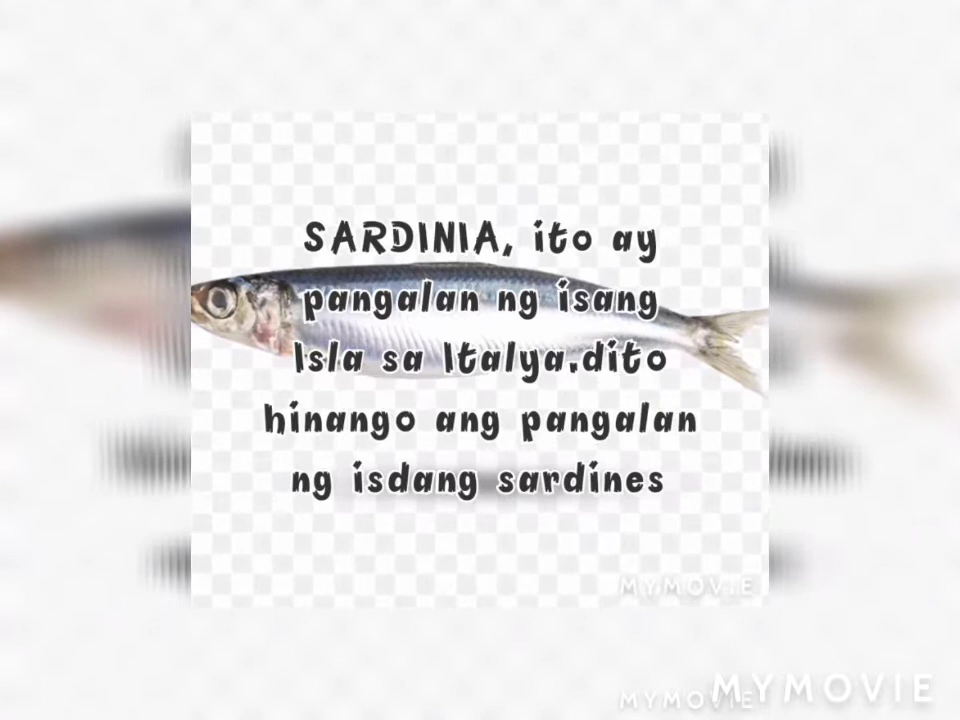 SARDINIA, ito ay
pangalan ng isang
Isla sa Italya.dito
hinango ang pangalan
ng isdang sardines
MYMOVIE
MYMOVIE
MYMOVIE